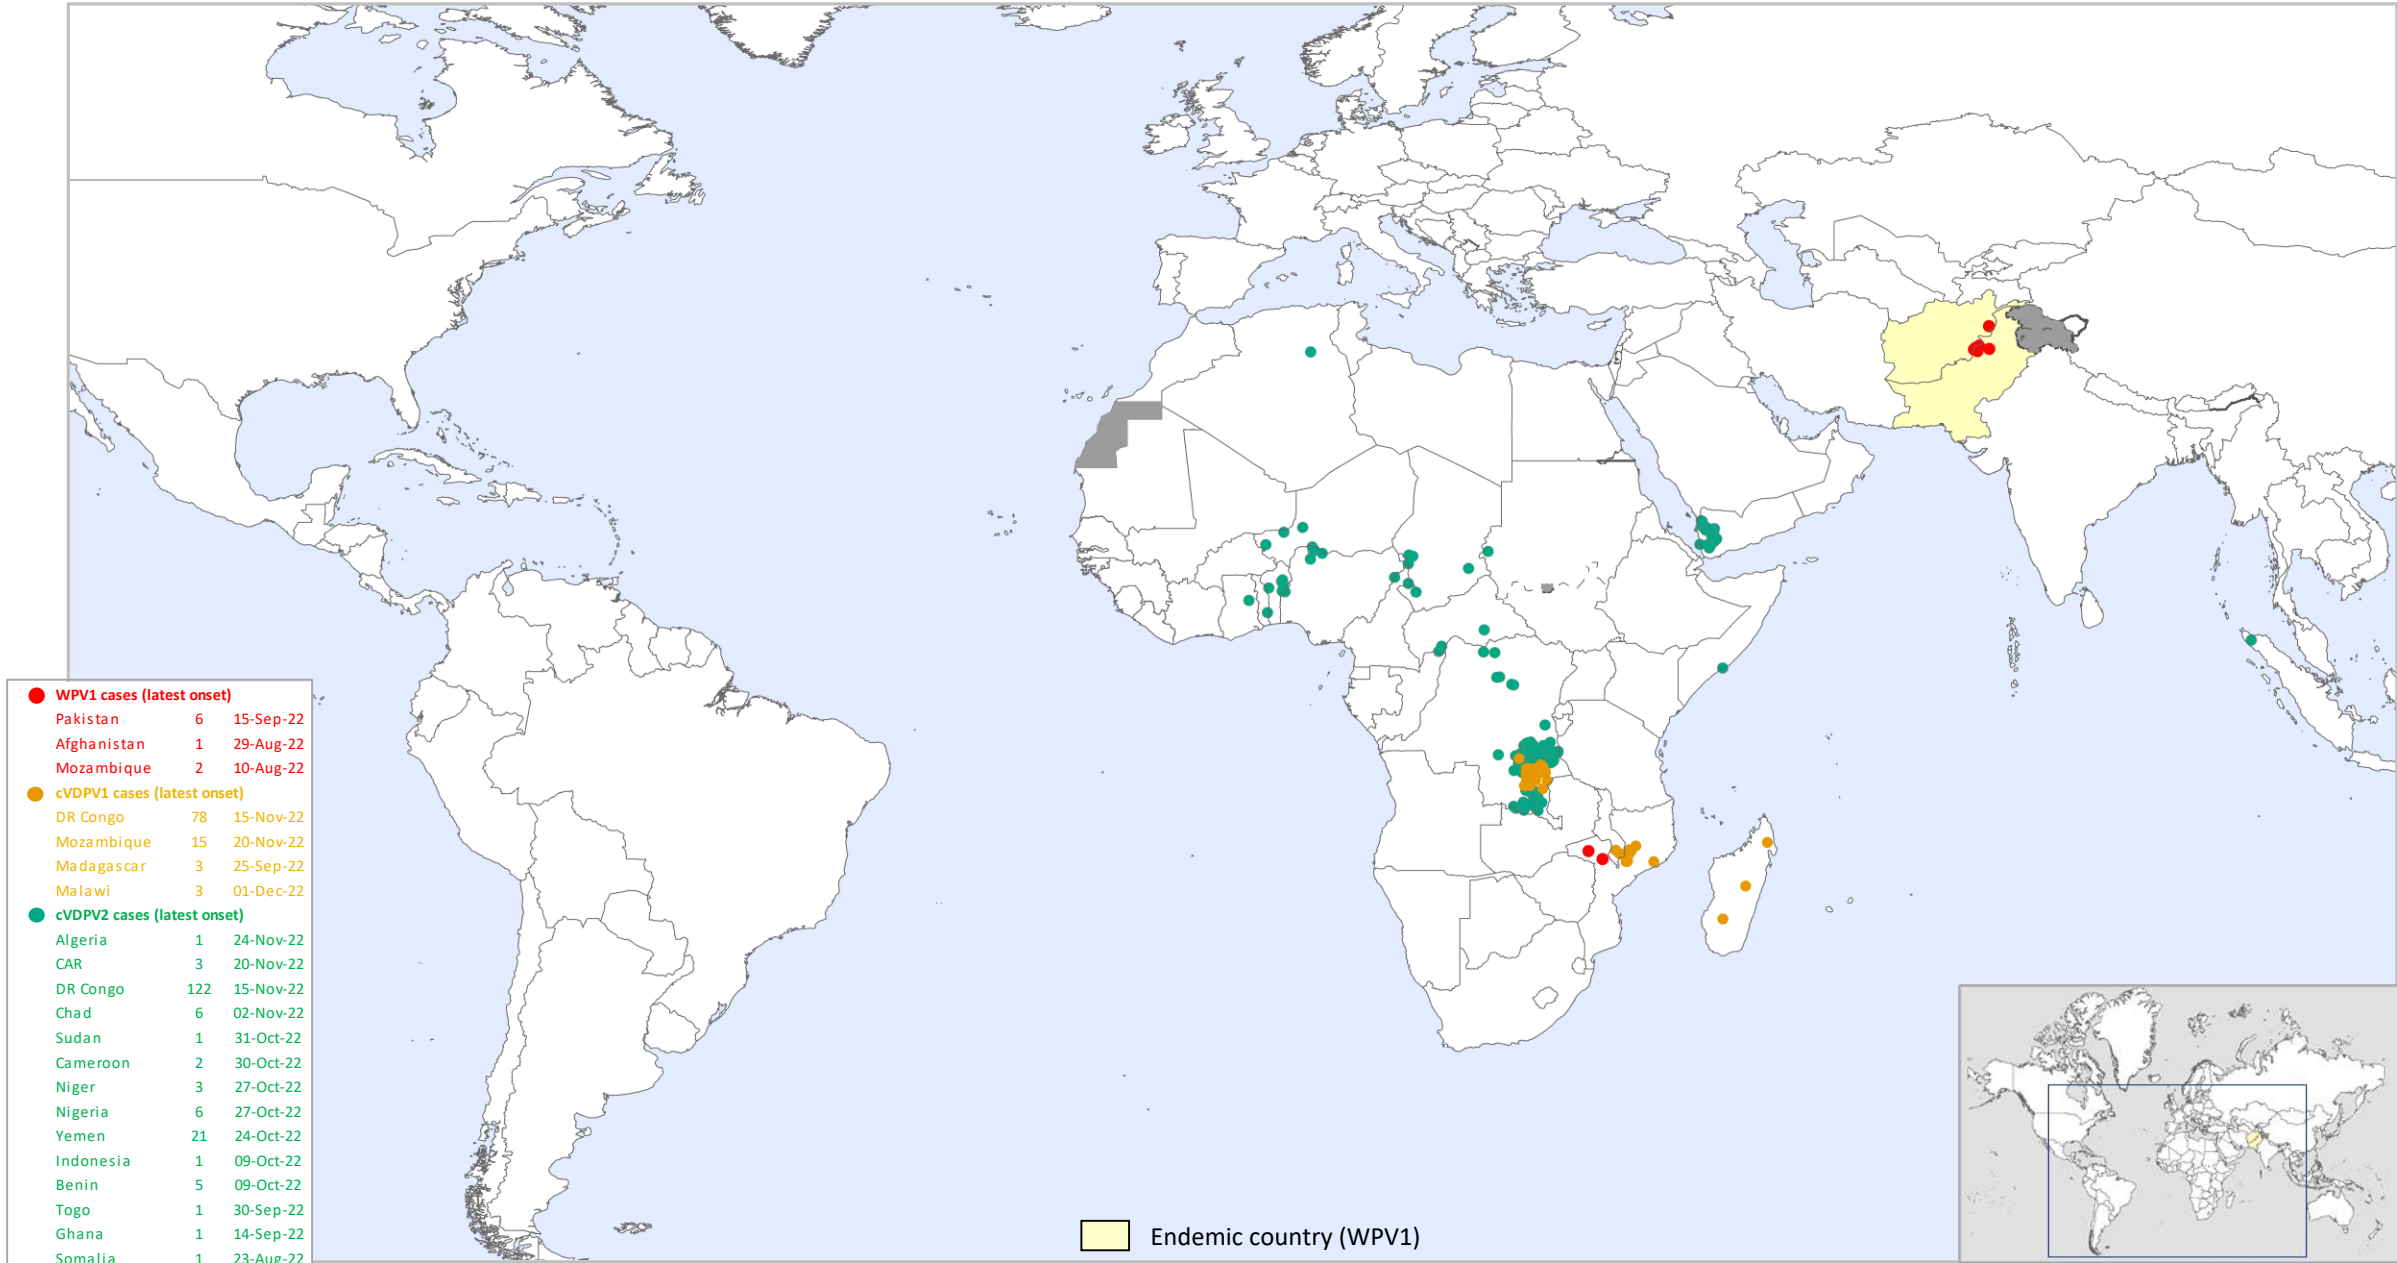 WPV1 cases (latest onset)
Pakistan 6 15-Sep-22
Afghanistan 1 29-Aug-22
Mozambique 2 10-Aug-22
cVDPV1 cases (latest onset)
DR Congo 78 15-Nov-22
Mozambique 15 20-Nov-22
Madagascar 3 25-Sep-22
Malawi 3 01-Dec-22
cVDPV2 cases (latest onset)
Algeria 1 24-Nov-22
CAR 3 20-Nov-22
DR Congo 122 15-Nov-22
Chad 6 02-Nov-22
Sudan 1 31-Oct-22
Cameroon 2 30-Oct-22
Niger 3 27-Oct-22
Nigeria 6 27-Oct-22
Yemen 21 24-Oct-22
Indonesia 1 09-Oct-22
Benin 5 09-Oct-22
Togo 1 30-Sep-22
Ghana 1 14-Sep-22
Somalia 1 23-Aug-22
Endemic country (WPV1)